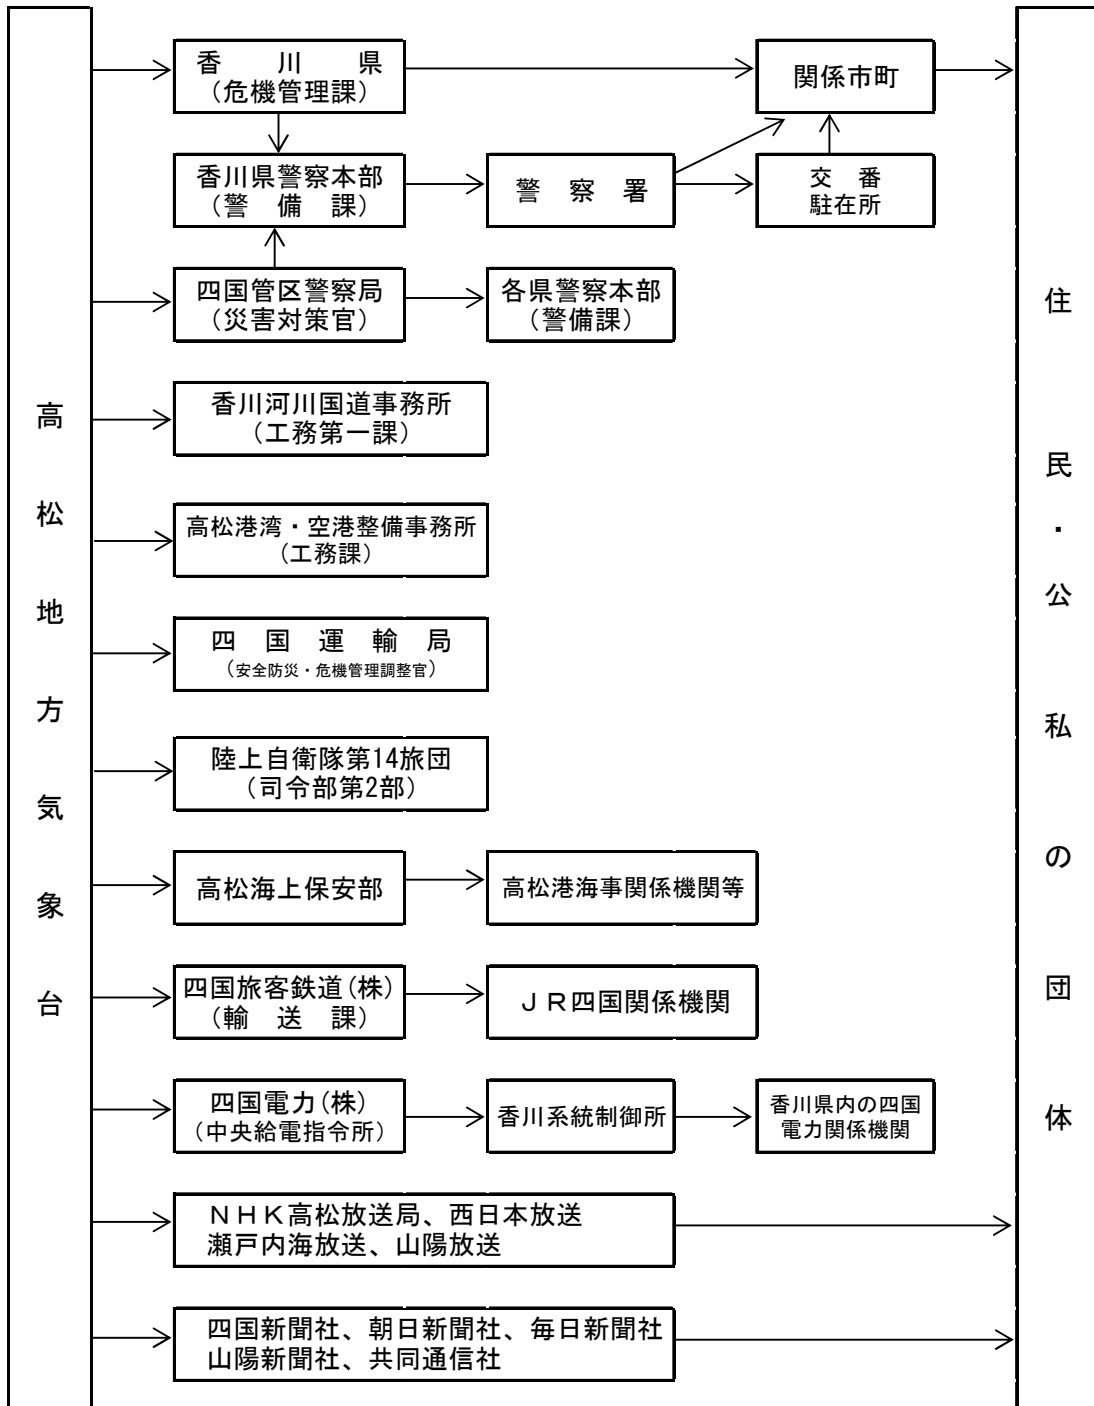 高松地方気象台
香川県
（危機管理課）
関係市町
香川県警察本部
（警備課）
警察署
交番
駐在所
四国管区警察局
（災害対策官）
各県警察本部
（警備課）
香川河川国道事務所
（工務第一課）
高松港湾・空港整備事務所
（工務課）
四国運輸局
（安全防災・危機管理調整官）
陸上自衛隊第14旅団
（司令部第2部）
高松海上保安部
高松港海事関係機関等
四国旅客鉄道(株)
（輸送課）
ＪＲ四国関係機関
四国電力(株)
（中央給電指令所）
香川系統制御所
香川県内の四国
電力関係機関
ＮＨＫ高松放送局、西日本放送
瀬戸内海放送、山陽放送
四国新聞社、朝日新聞社、毎日新聞社
山陽新聞社、共同通信社
住民・公私の団体